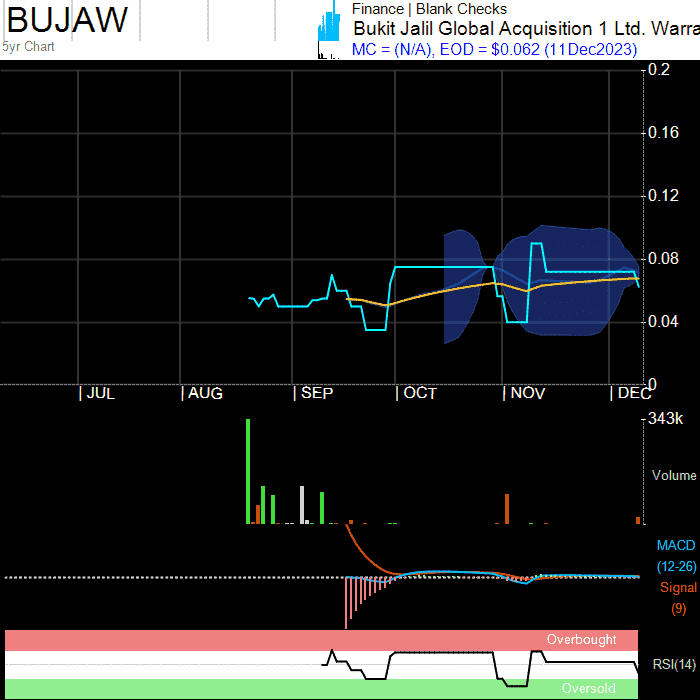 BUJAW
5yr Chart
Finance | Blank Checks
Bukit Jalil Global Acquisition 1 Ltd. Warra
MC = (N/A), EOD = $0.062 (11Dec2023)
0.2
0.16
0.12
0.08
0.04
0
| JUL | AUG | SEP | OCT | NOV | DEC
343k
Volume
MACD
(12-26)
Signal
(9)
Overbought
RSI(14)
Oversold